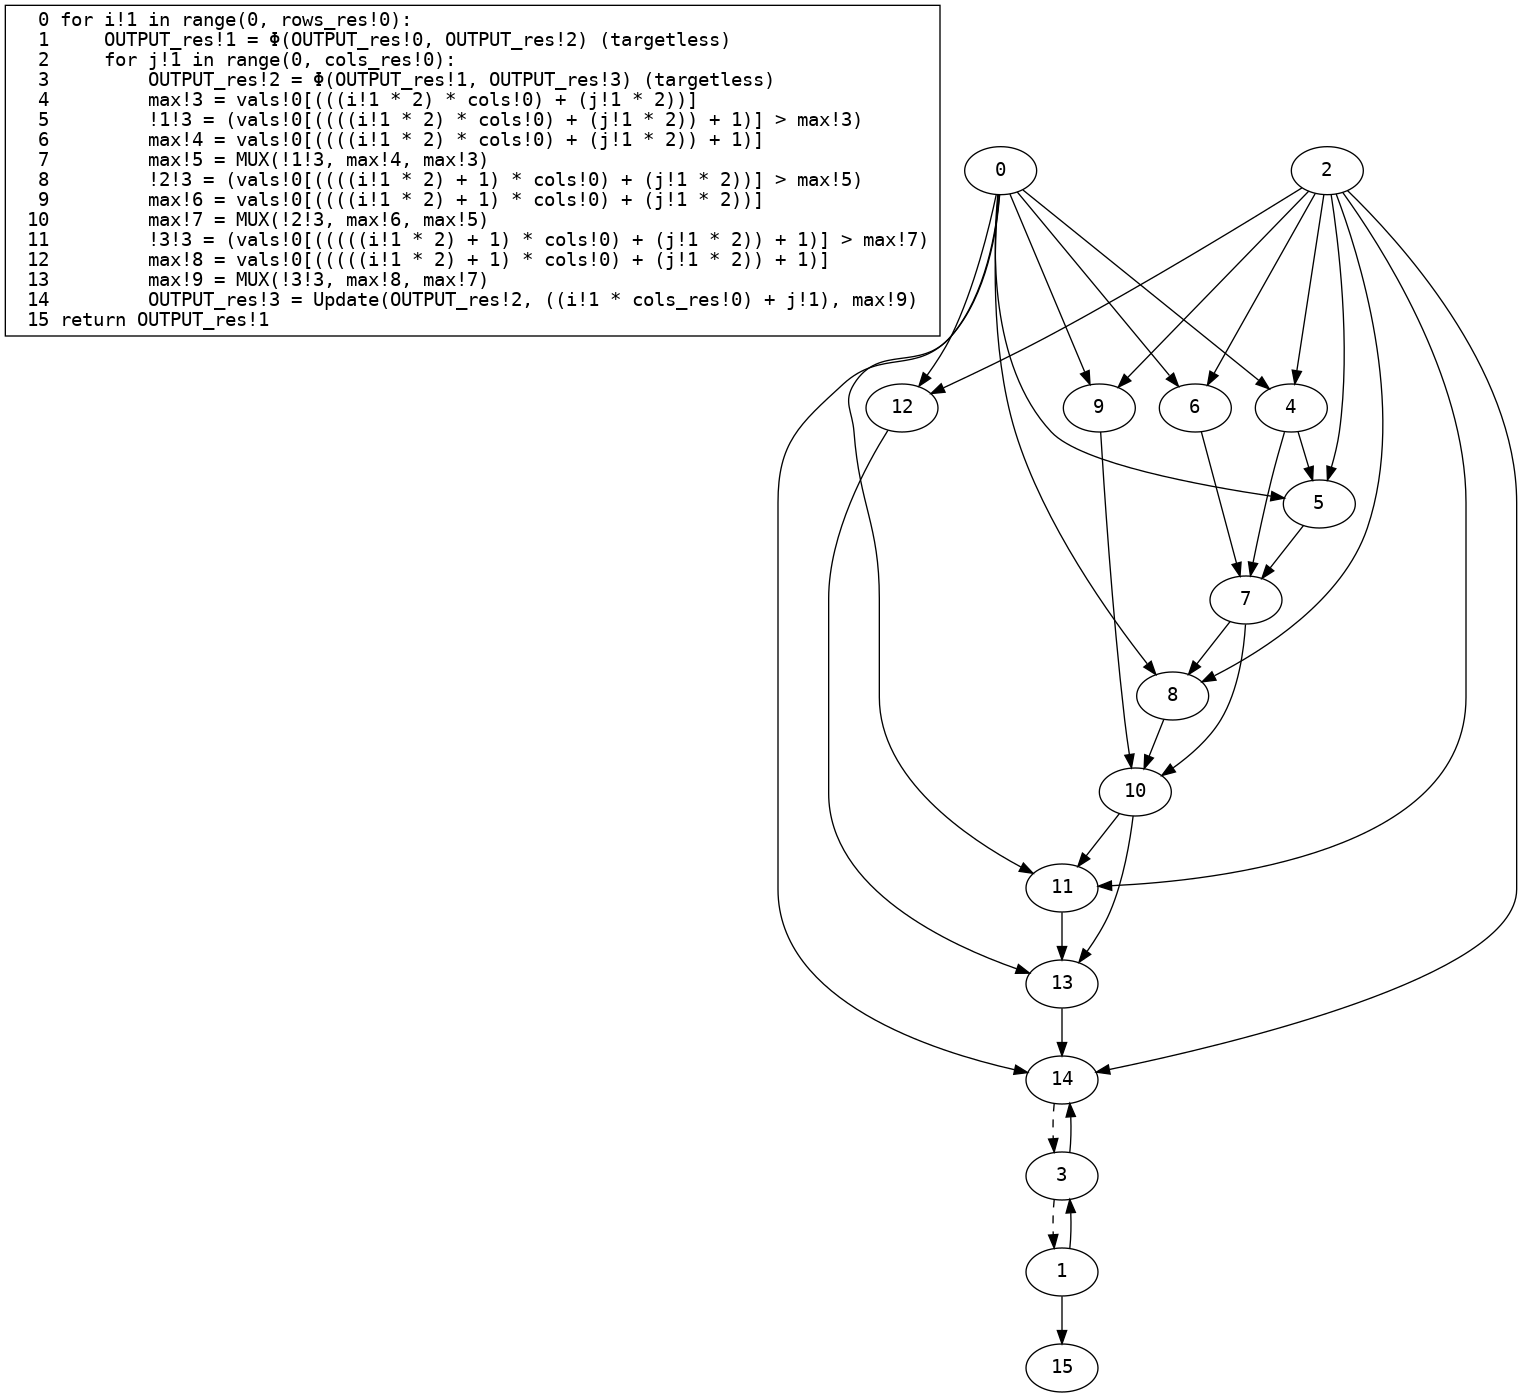 0 for i!1 in range(0, rows_res!0):
1     OUTPUT_res!1 = Φ(OUTPUT_res!0, OUTPUT_res!2) (targetless)
2     for j!1 in range(0, cols_res!0):
3         OUTPUT_res!2 = Φ(OUTPUT_res!1, OUTPUT_res!3) (targetless)
4         max!3 = vals!0[(((i!1 * 2) * cols!0) + (j!1 * 2))]
5         !1!3 = (vals!0[((((i!1 * 2) * cols!0) + (j!1 * 2)) + 1)] > max!3)
6         max!4 = vals!0[((((i!1 * 2) * cols!0) + (j!1 * 2)) + 1)]
7         max!5 = MUX(!1!3, max!4, max!3)
8         !2!3 = (vals!0[((((i!1 * 2) + 1) * cols!0) + (j!1 * 2))] > max!5)
9         max!6 = vals!0[((((i!1 * 2) + 1) * cols!0) + (j!1 * 2))]
10         max!7 = MUX(!2!3, max!6, max!5)
11         !3!3 = (vals!0[(((((i!1 * 2) + 1) * cols!0) + (j!1 * 2)) + 1)] > max!7)
12         max!8 = vals!0[(((((i!1 * 2) + 1) * cols!0) + (j!1 * 2)) + 1)]
13         max!9 = MUX(!3!3, max!8, max!7)
14         OUTPUT_res!3 = Update(OUTPUT_res!2, ((i!1 * cols_res!0) + j!1), max!9)
15 return OUTPUT_res!1
0
2
12
9
6
4
5
7
8
10
11
13
14
3
1
15